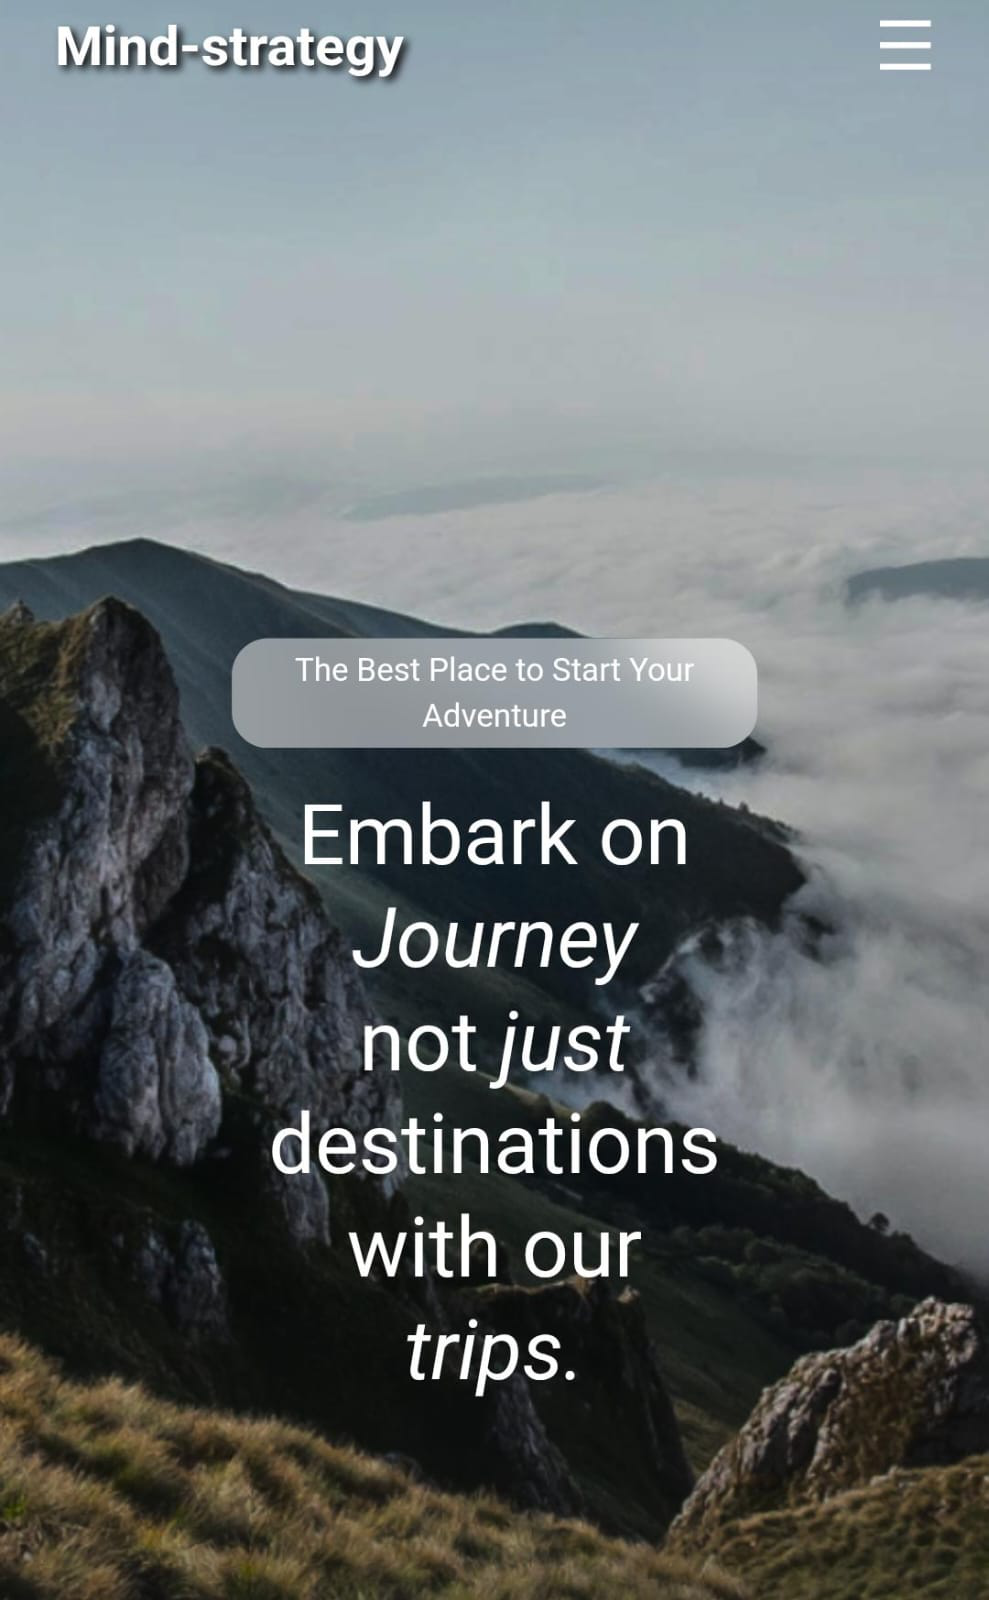 Mind-strategy
The Best Place to Start Your
Adventure
Embark on
Journey
not just
destinations
with our
trips.